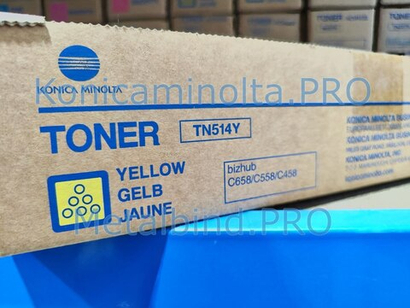 KONICA MINOLTA
Konicaminolta.PRO
TONER
TN514Y
YELLOW
GELB
JAUNE
bizhub
C658/C558/C458
Metalbind.PRO